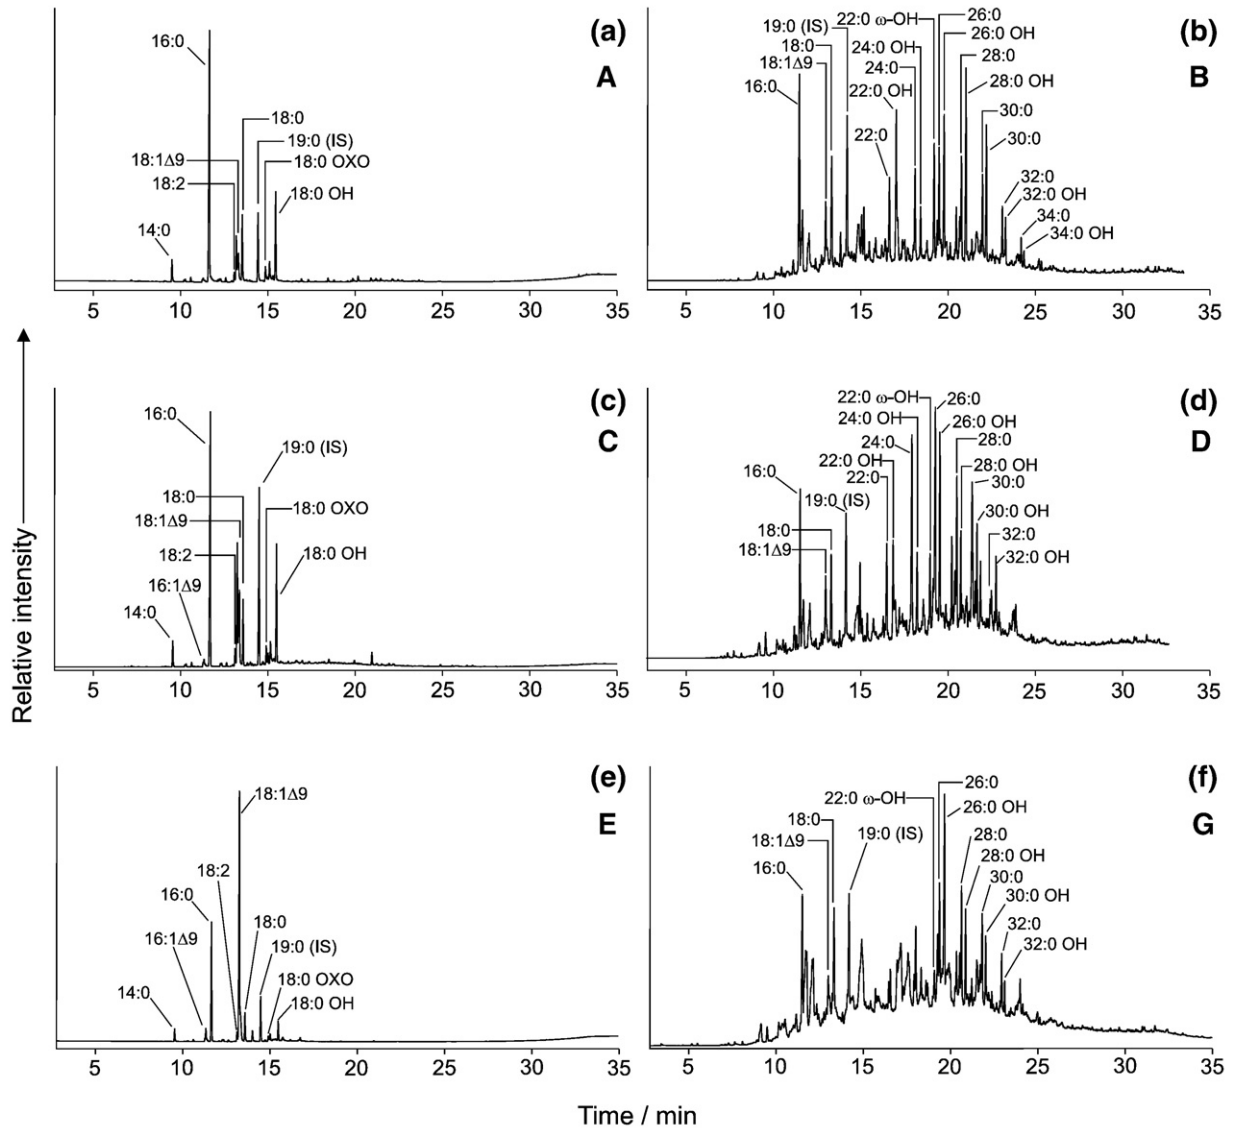 (a)
A
16:0
18:0
19:0 (IS)
18:1Δ9
18:0 OXO
18:2
18:0 OH
14:0
5 10 15 20 25 30 35
(b)
B
22:0 ω-OH
26:0
19:0 (IS)
26:0 OH
18:0
24:0 OH
28:0
18:1Δ9
24:0
28:0 OH
16:0
22:0 OH
30:0
22:0
30:0
32:0
32:0 OH
34:0
34:0 OH
5 10 15 20 25 30 35
(c)
C
16:0
19:0 (IS)
18:0
18:0 OXO
18:1Δ9
18:2
18:0 OH
16:1Δ9
14:0
5 10 15 20 25 30 35
(d)
D
22:0 ω-OH
26:0
24:0 OH
26:0 OH
24:0
28:0
22:0 OH
28:0 OH
16:0
22:0
30:0
19:0 (IS)
30:0 OH
18:0
32:0
18:1Δ9
32:0 OH
5 10 15 20 25 30 35
(e)
E
18:1Δ9
18:2
16:0
18:0
16:1Δ9
19:0 (IS)
18:0 OXO
14:0
18:0 OH
5 10 15 20 25 30 35
(f)
G
26:0
22:0 ω-OH
26:0 OH
18:0
19:0 (IS)
28:0
18:1Δ9
28:0 OH
16:0
30:0
30:0 OH
32:0
32:0 OH
5 10 15 20 25 30 35
Relative intensity
Time / min